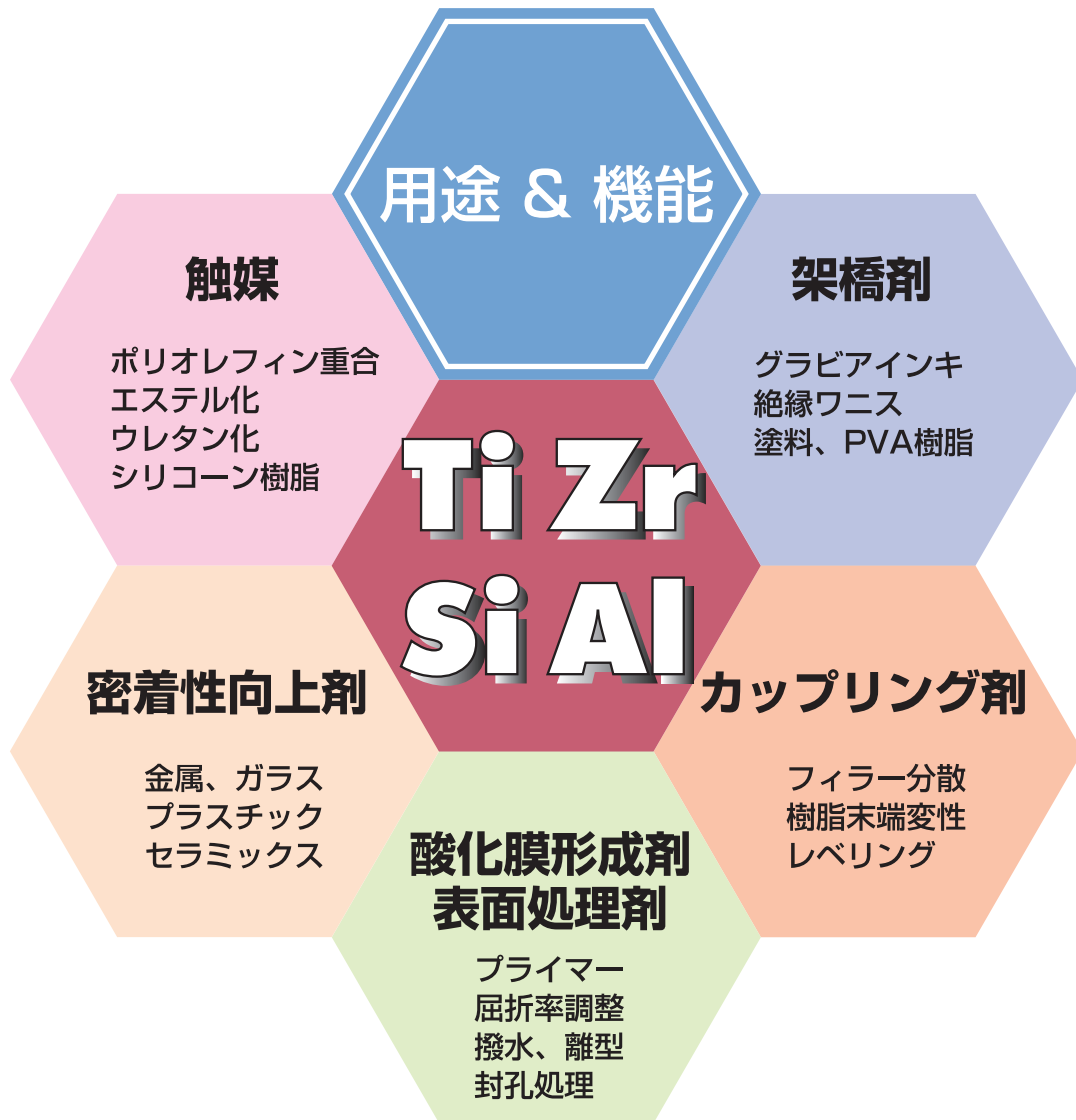 用途 & 機能
触媒
ポリオレフィン重合
エステル化
ウレタン化
シリコーン樹脂
架橋剤
グラビアインキ
絶縁ワニス
塗料、PVA樹脂
Ti Zr
Si Al
密着性向上剤
金属、ガラス
プラスチック
セラミックス
カップリング剤
フィラー分散
樹脂末端変性
レベリング
酸化膜形成剤
表面処理剤
プライマー
屈折率調整
撥水、離型
封孔処理